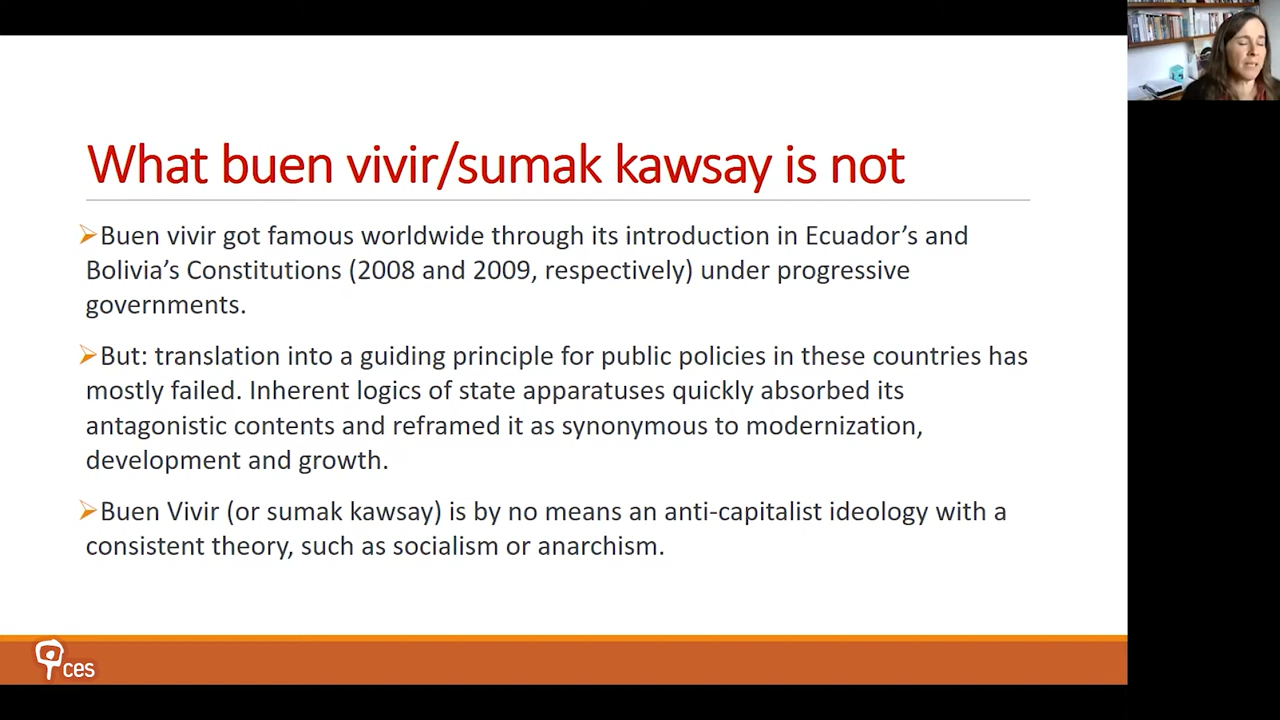 What buen vivir/sumak kawsay is not
Buen vivir got famous worldwide through its introduction in Ecuador’s and
Bolivia’s Constitutions (2008 and 2009, respectively) under progressive
governments.
But: translation into a guiding principle for public policies in these countries has
mostly failed. Inherent logics of state apparatuses quickly absorbed its
antagonistic contents and reframed it as synonymous to modernization,
development and growth.
Buen Vivir (or sumak kawsay) is by no means an anti-capitalist ideology with a
consistent theory, such as socialism or anarchism.
ces